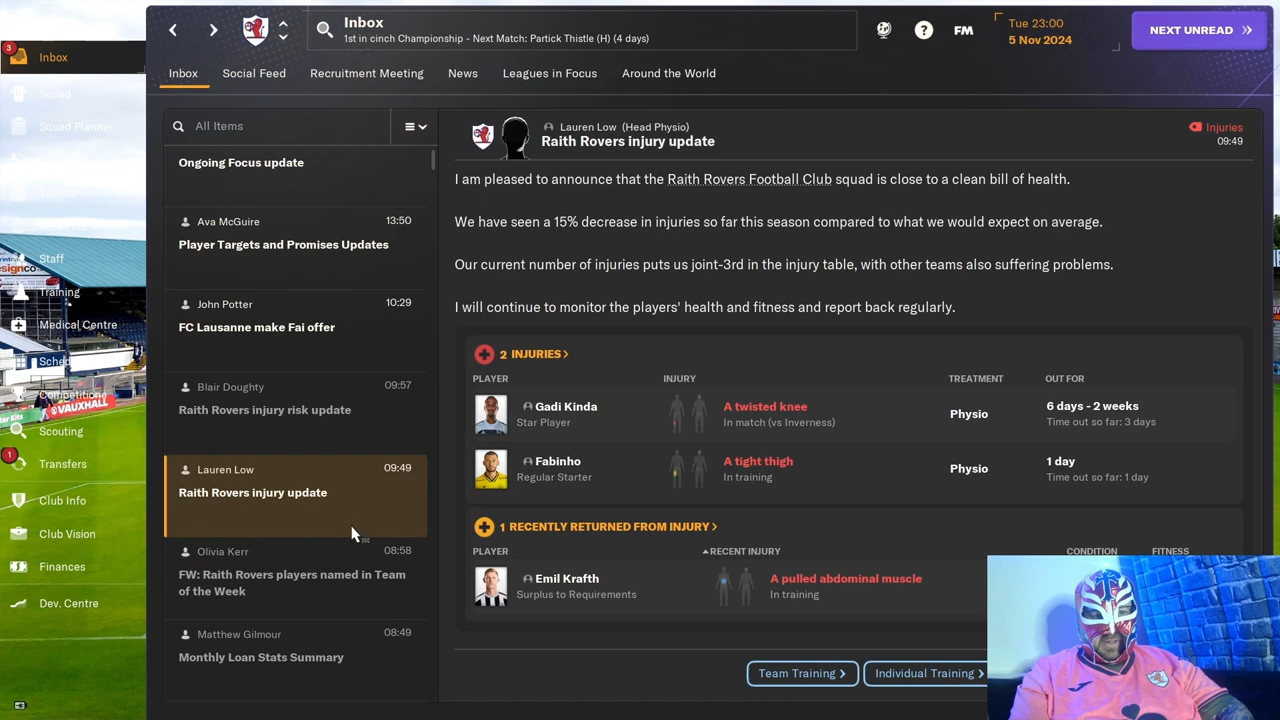 Inbox
1st in cinch Championship - Next Match: Partick Thistle (H) (4 days)
?
FM
Tue 23:00
5 Nov 2024
NEXT UNREAD
3
Inbox
Squad
Squad Planner
Staff
Training
Medical Centre
Sched
Competitions
VAUXHALL
Scouting
1
Transfers
Club Info
Club Vision
Finances
Dev. Centre
Inbox
Social Feed
Recruitment Meeting
News
Leagues in Focus
Around the World
All Items
Ongoing Focus update
Ava McGuire
13:50
Player Targets and Promises Updates
John Potter
10:29
FC Lausanne make Fai offer
Blair Doughty
09:57
Raith Rovers injury risk update
Lauren Low
09:49
Raith Rovers injury update
Olivia Kerr
08:58
FW: Raith Rovers players named in Team
of the Week
Matthew Gilmour
08:49
Monthly Loan Stats Summary
Lauren Low (Head Physio)
Raith Rovers injury update
Injuries
09:49
I am pleased to announce that the Raith Rovers Football Club squad is close to a clean bill of health.
We have seen a 15% decrease in injuries so far this season compared to what we would expect on average.
Our current number of injuries puts us joint-3rd in the injury table, with other teams also suffering problems.
I will continue to monitor the players' health and fitness and report back regularly.
2 INJURIES
PLAYER INJURY TREATMENT OUT FOR
Gadi Kinda
Star Player
A twisted knee
In match (vs Inverness)
Physio
6 days - 2 weeks
Time out so far: 3 days
Fabinho
Regular Starter
A tight thigh
In training
Physio
1 day
Time out so far: 1 day
1 RECENTLY RETURNED FROM INJURY
PLAYER RECENT INJURY CONDITION FITNESS
Emil Krafth
Surplus to Requirements
A pulled abdominal muscle
In training
Team Training
Individual Training